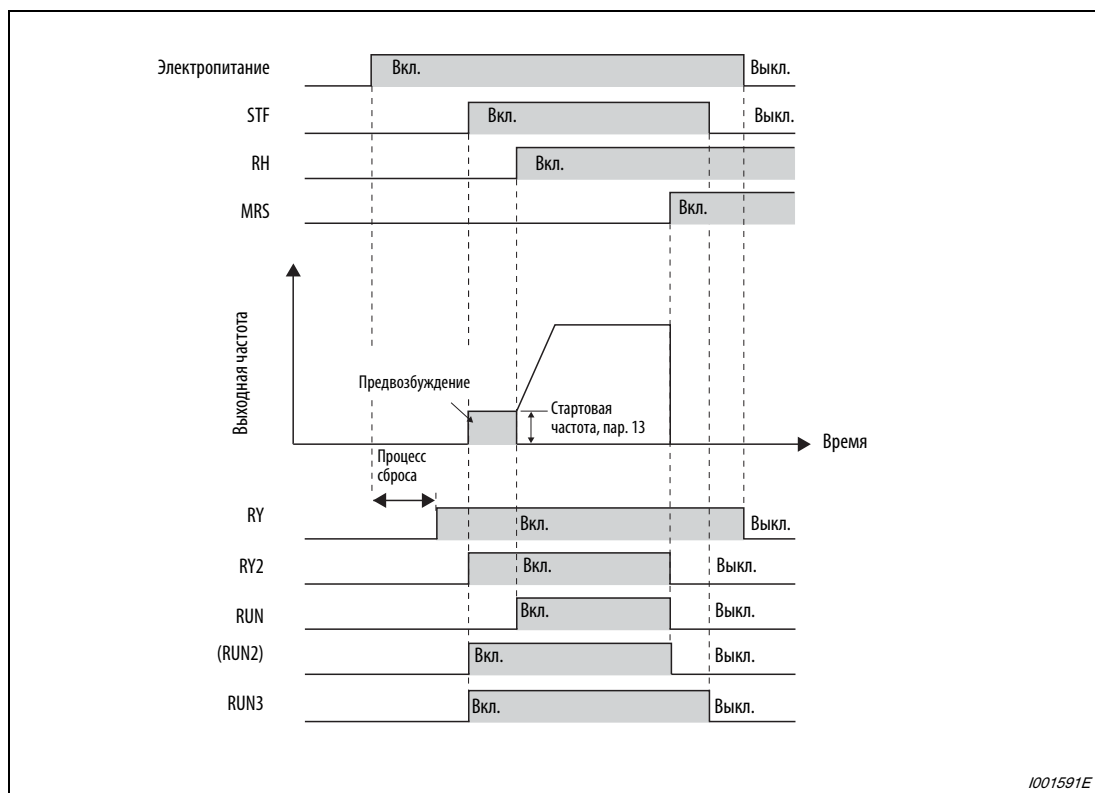 Электропитание
Вкл.
Выкл.
STF
Вкл.
Выкл.
RH
Вкл.
MRS
Вкл.
Выходная частота
Предвозбуждение
Стартовая
частота, пар. 13
Время
Процесс
сброса
RY
Вкл.
Выкл.
RY2
Вкл.
Выкл.
RUN
Вкл.
Выкл.
(RUN2)
Вкл.
Выкл.
RUN3
Вкл.
Выкл.
I001591E